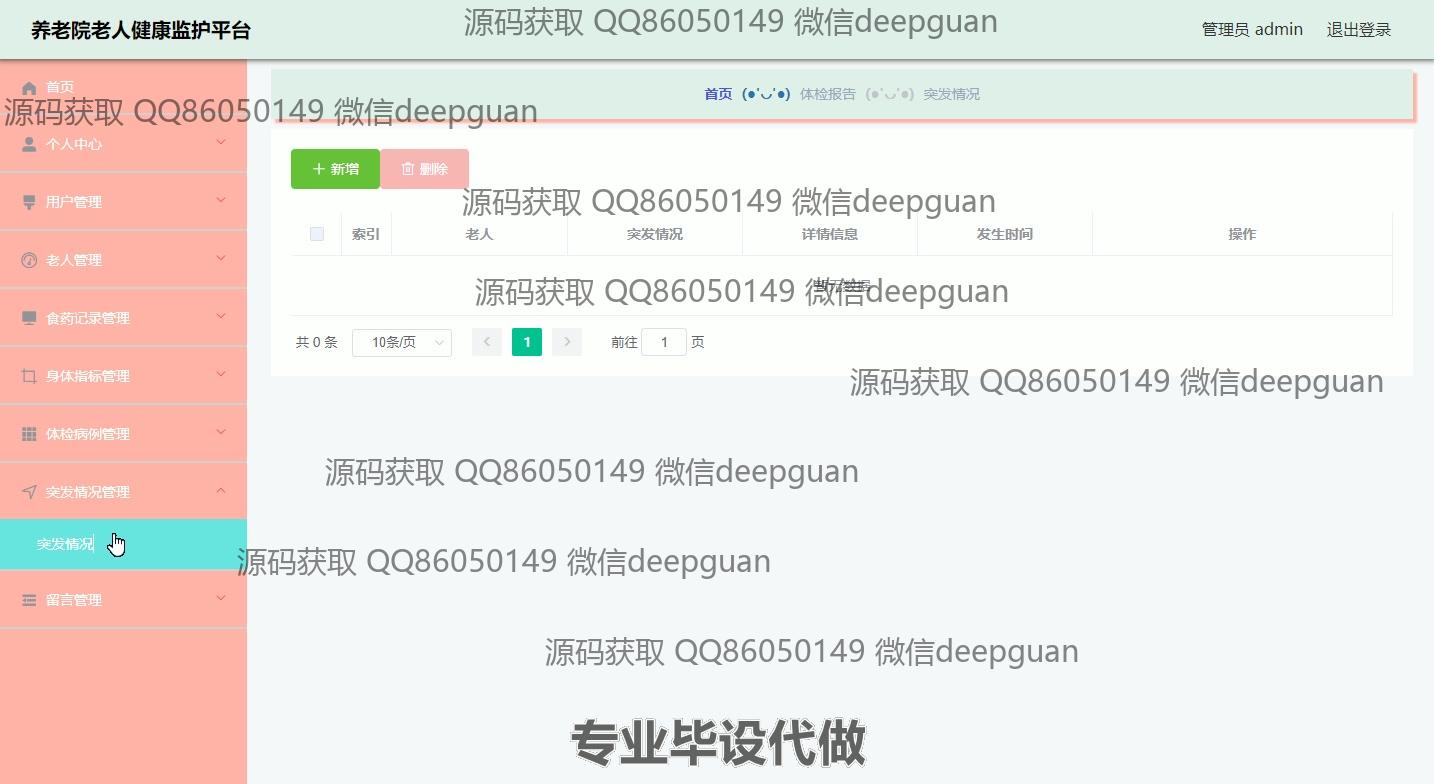 养老院老人健康监护平台
源码获取 QQ86050149 微信deepguan
管理员 admin 退出登录
首页
首页 (●'◡'●) 体检报告 (●'◡'●) 突发情况
源码获取 QQ86050149 微信deepguan
个人中心
新增 删除
用户管理
源码获取 QQ86050149 微信deepguan
索引 老人 突发情况 详情信息 发生时间 操作
老人管理
暂无数据
源码获取 QQ86050149 微信deepguan
食药记录管理
共 0 条 10条/页 1 前往 1 页
身体指标管理
源码获取 QQ86050149 微信deepguan
体检病例管理
源码获取 QQ86050149 微信deepguan
突发情况管理
突发情况
源码获取 QQ86050149 微信deepguan
留言管理
源码获取 QQ86050149 微信deepguan
专业毕设代做